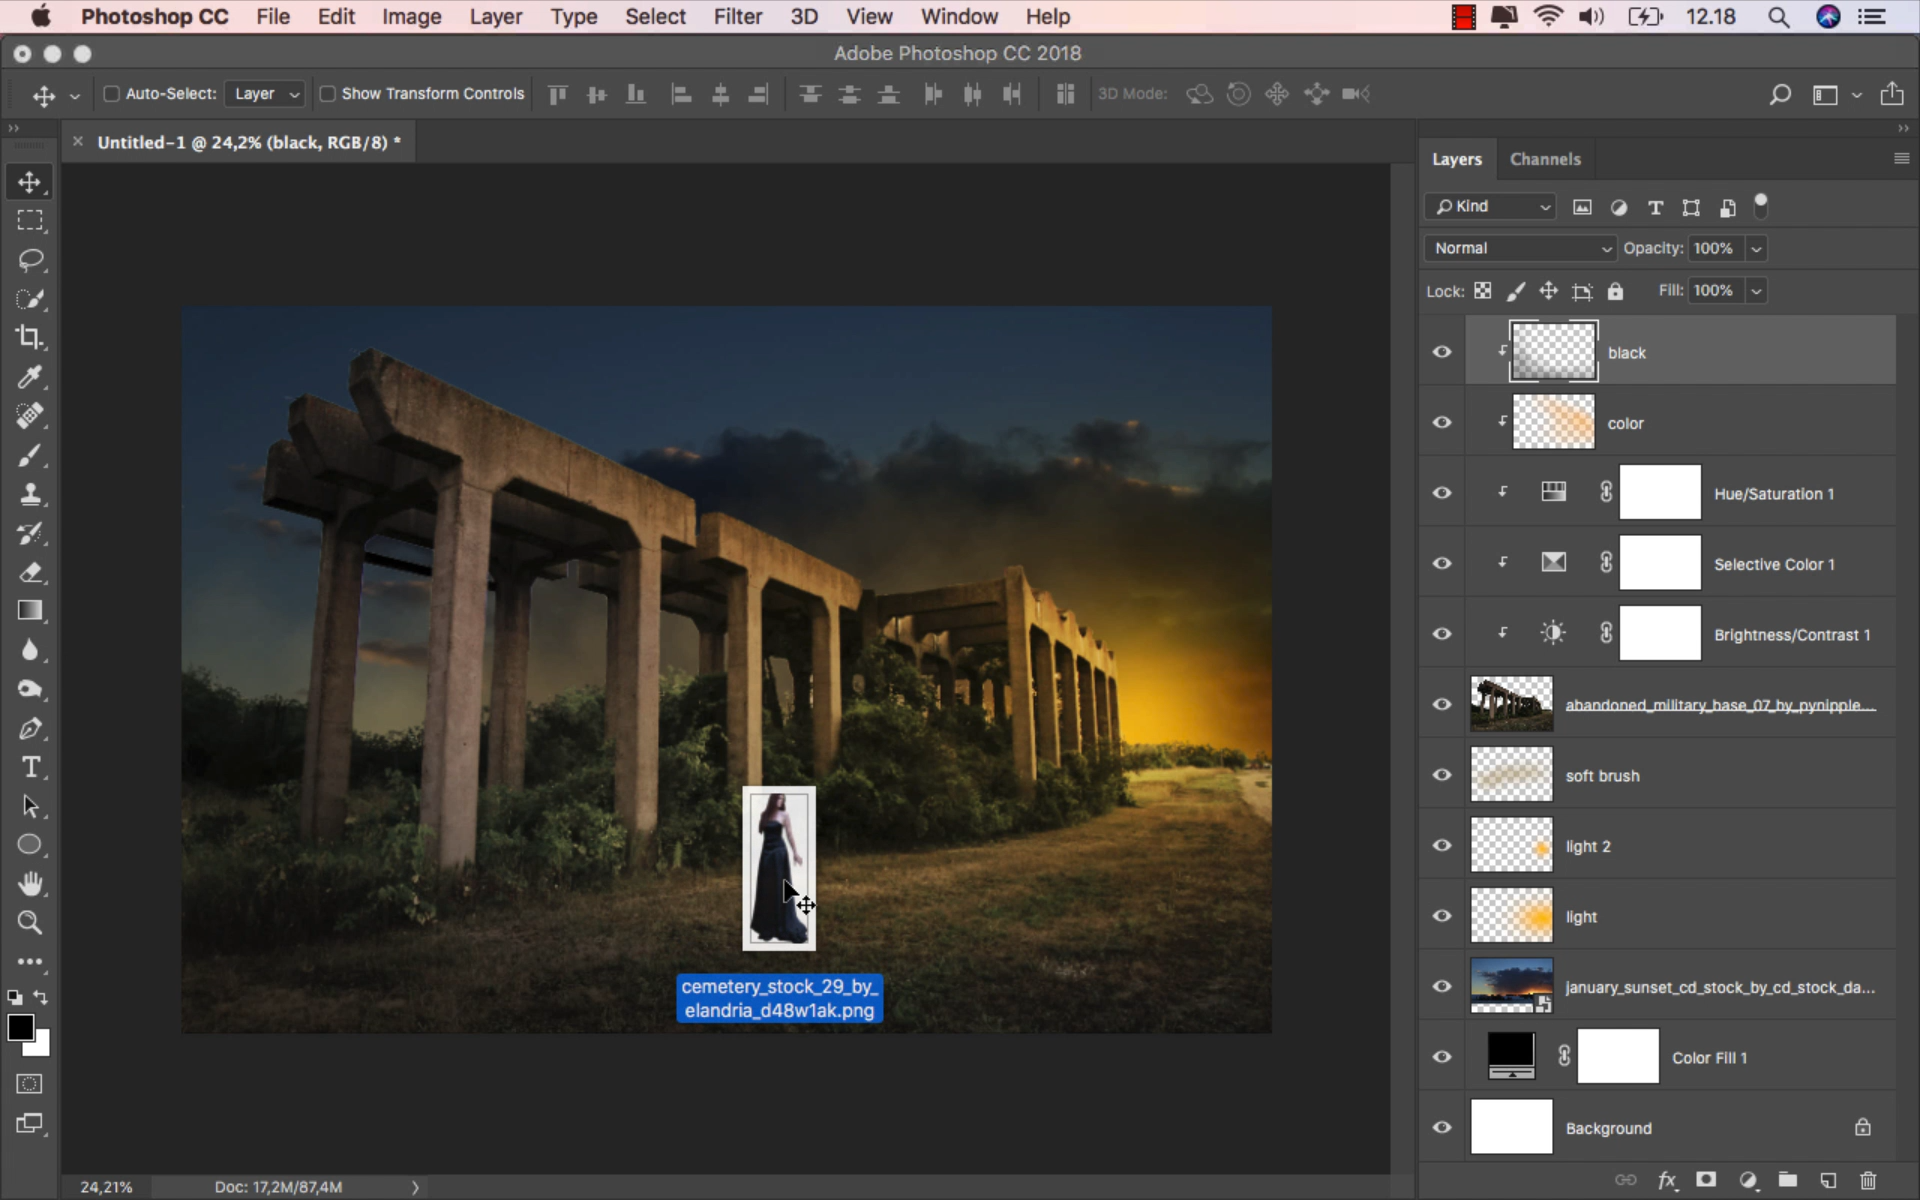 Photoshop CC File Edit Image Layer Type Select Filter 3D View Window Help 12.18
Adobe Photoshop CC 2018
Auto-Select: Layer Show Transform Controls 3D Mode:
Untitled-1 @ 24,2% (black, RGB/8) *
Layers Channels
Kind
Normal Opacity: 100%
Lock: Fill: 100%
black
color
Hue/Saturation 1
Selective Color 1
Brightness/Contrast 1
abandoned_military_base_07_by_pynipple...
soft brush
light 2
light
january_sunset_cd_stock_by_cd_stock_da...
Color Fill 1
Background
cemetery_stock_29_by_
elandria_d48w1ak.png
24,21% Doc: 17,2M/87,4M
fx